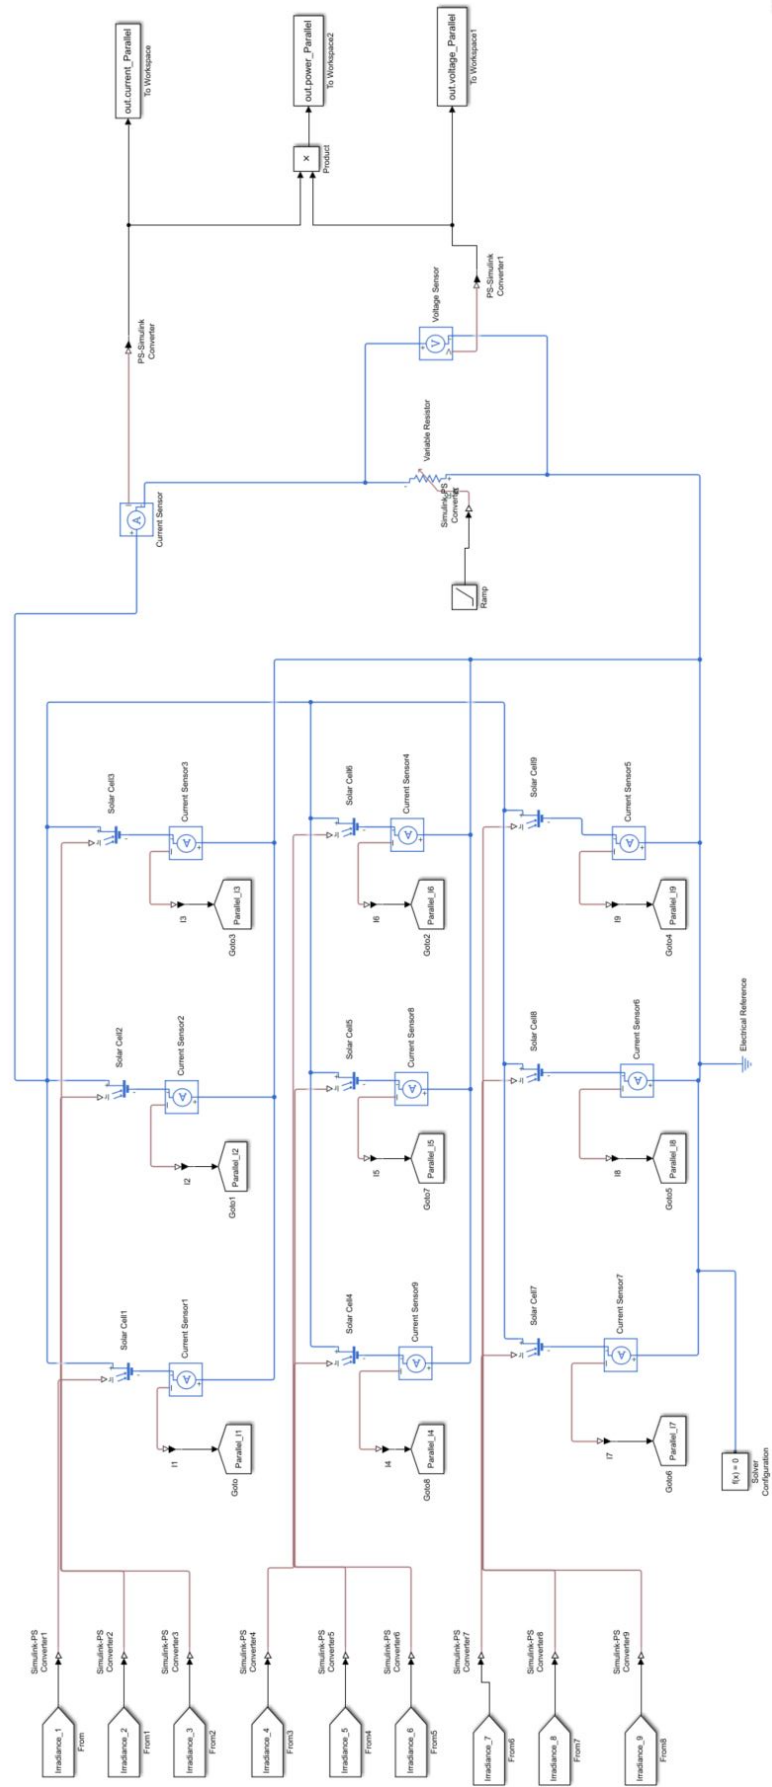 Irradiance_1
From
Simulink-PS
Converter1
Irradiance_2
From1
Simulink-PS
Converter2
Irradiance_3
From2
Simulink-PS
Converter3
Irradiance_4
From3
Simulink-PS
Converter4
Irradiance_5
From4
Simulink-PS
Converter5
Irradiance_6
From5
Simulink-PS
Converter6
Irradiance_7
From6
Simulink-PS
Converter7
Irradiance_8
From7
Simulink-PS
Converter8
Irradiance_9
From8
Simulink-PS
Converter9
Solar Cell1
Current Sensor1
I1
Parallel_I1
Goto
Solar Cell2
Current Sensor2
I2
Parallel_I2
Goto1
Solar Cell3
Current Sensor3
I3
Parallel_I3
Goto3
Solar Cell4
Current Sensor9
I4
Parallel_I4
Goto8
Solar Cell5
Current Sensor8
I5
Parallel_I5
Goto7
Solar Cell6
Current Sensor4
I6
Parallel_I6
Goto2
Solar Cell7
Current Sensor7
I7
Parallel_I7
Goto6
Solar Cell8
Current Sensor6
I8
Parallel_I8
Goto5
Solar Cell9
Current Sensor5
I9
Parallel_I9
Goto4
f(x) = 0
Solver
Configuration
Electrical Reference
A
Current Sensor
Ramp
Simulink-PS
Converter
Variable Resistor
V
Voltage Sensor
PS-Simulink
Converter
PS-Simulink
Converter1
×
Product
out.current_Parallel
To Workspace
out.power_Parallel
To Workspace2
out.voltage_Parallel
To Workspace1